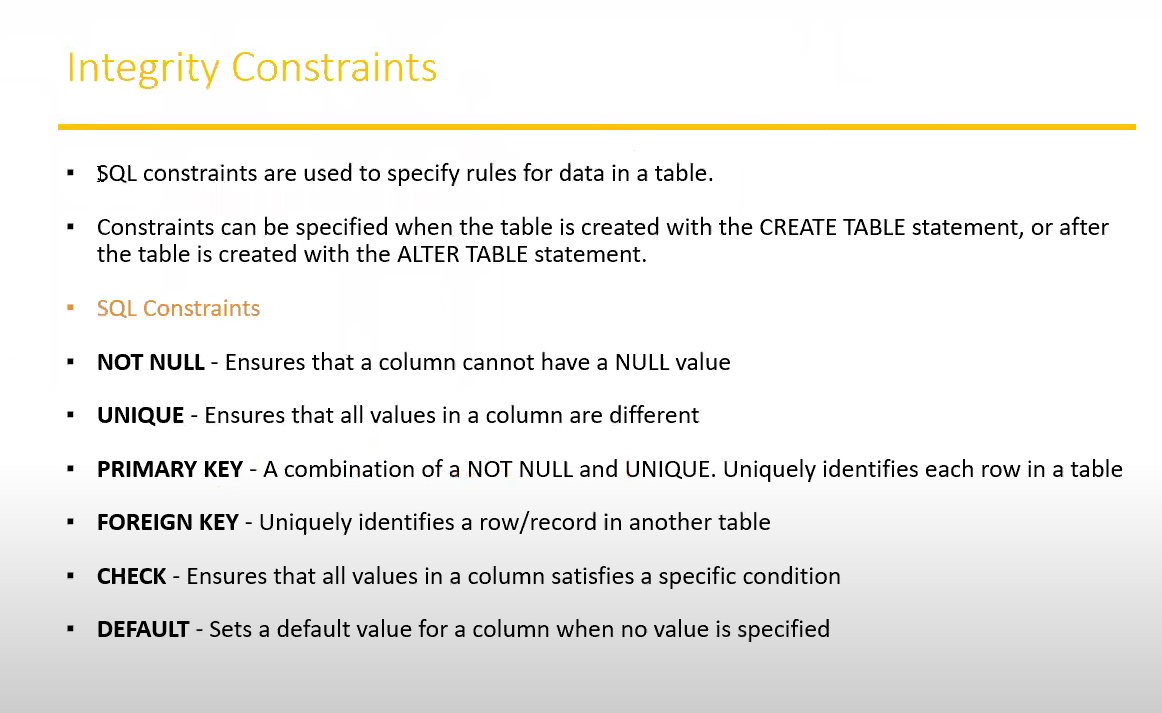 Integrity Constraints
▪ SQL constraints are used to specify rules for data in a table.
▪ Constraints can be specified when the table is created with the CREATE TABLE statement, or after
the table is created with the ALTER TABLE statement.
▪ SQL Constraints
▪ NOT NULL - Ensures that a column cannot have a NULL value
▪ UNIQUE - Ensures that all values in a column are different
▪ PRIMARY KEY - A combination of a NOT NULL and UNIQUE. Uniquely identifies each row in a table
▪ FOREIGN KEY - Uniquely identifies a row/record in another table
▪ CHECK - Ensures that all values in a column satisfies a specific condition
▪ DEFAULT - Sets a default value for a column when no value is specified